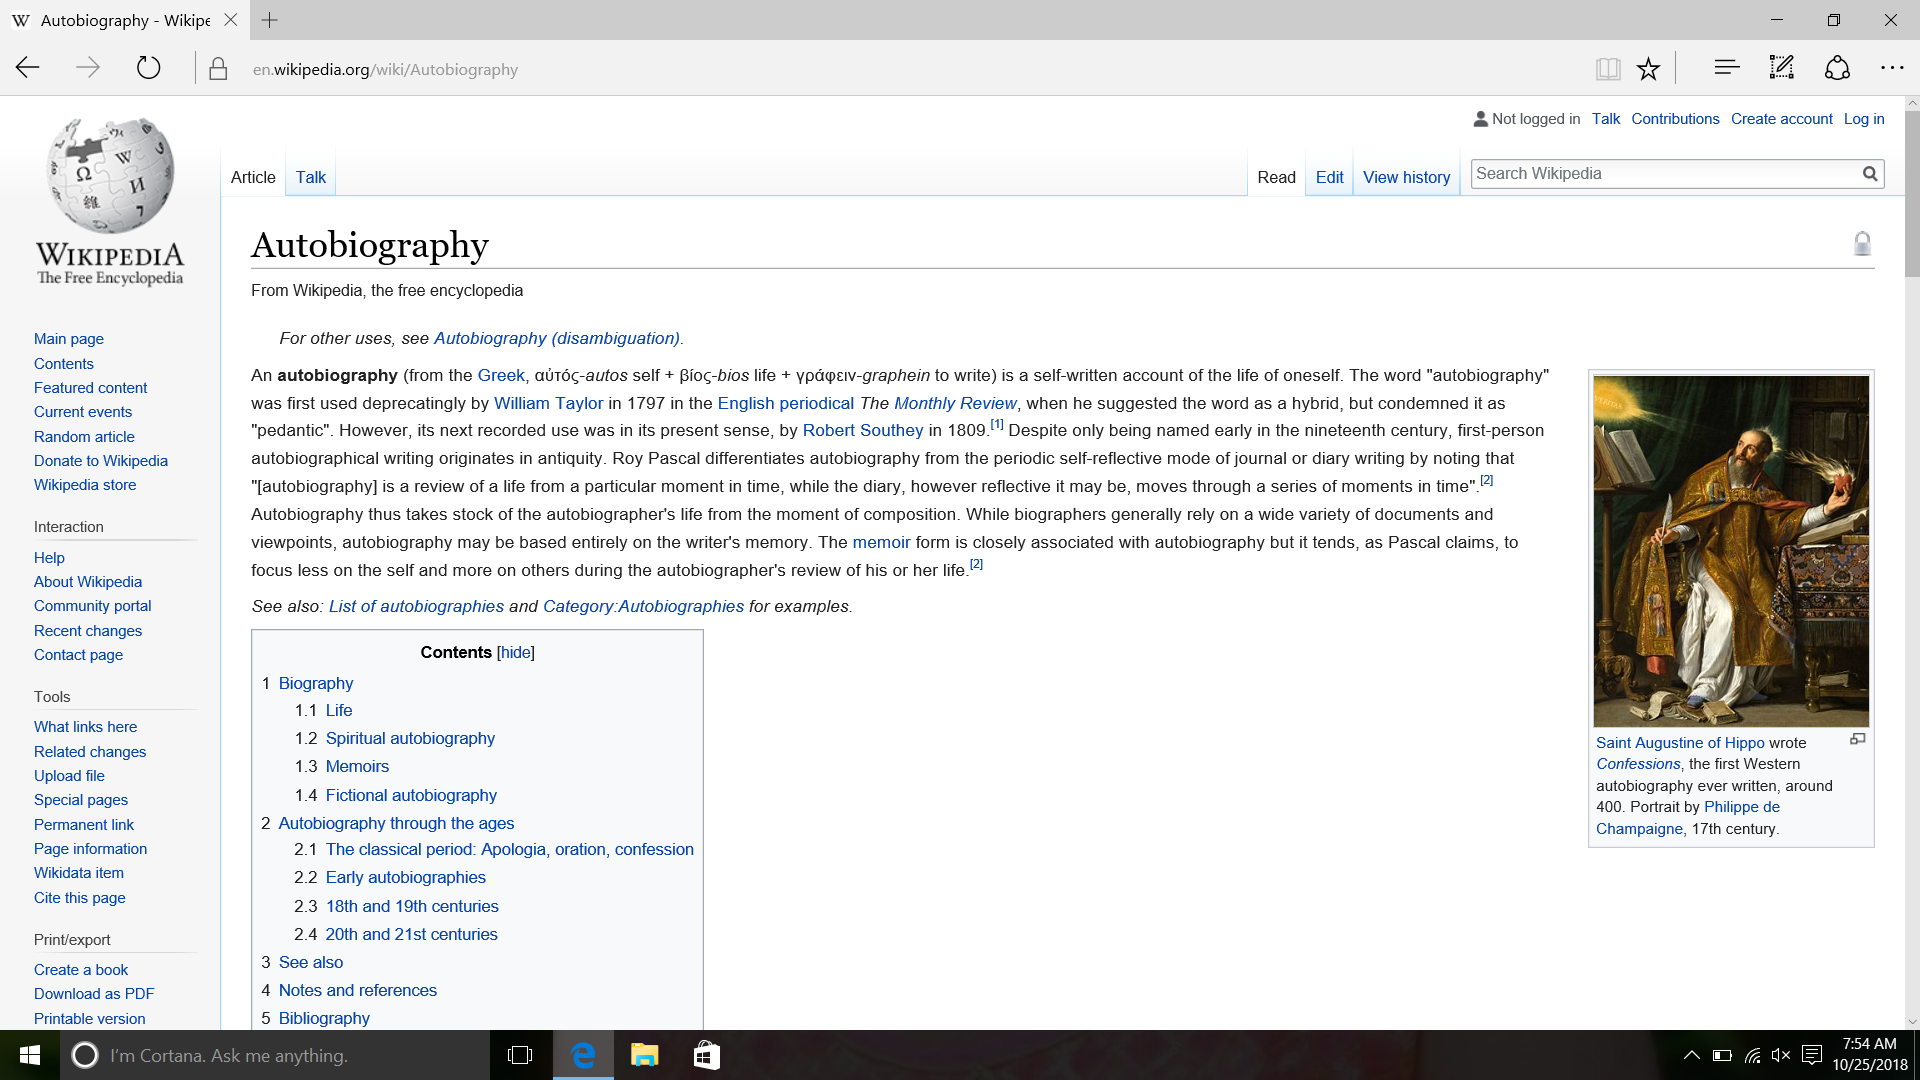 Autobiography - Wikipe
en.wikipedia.org/wiki/Autobiography
Not logged in Talk Contributions Create account Log in
Article Talk Read Edit View history Search Wikipedia
WIKIPEDIA
The Free Encyclopedia
Main page
Contents
Featured content
Current events
Random article
Donate to Wikipedia
Wikipedia store
Interaction
Help
About Wikipedia
Community portal
Recent changes
Contact page
Tools
What links here
Related changes
Upload file
Special pages
Permanent link
Page information
Wikidata item
Cite this page
Print/export
Create a book
Download as PDF
Printable version
Autobiography
From Wikipedia, the free encyclopedia
For other uses, see Autobiography (disambiguation).
An autobiography (from the Greek, αὐτός-autos self + βίος-bios life + γράφειν-graphein to write) is a self-written account of the life of oneself. The word "autobiography"
was first used deprecatingly by William Taylor in 1797 in the English periodical The Monthly Review, when he suggested the word as a hybrid, but condemned it as
"pedantic". However, its next recorded use was in its present sense, by Robert Southey in 1809.[1] Despite only being named early in the nineteenth century, first-person
autobiographical writing originates in antiquity. Roy Pascal differentiates autobiography from the periodic self-reflective mode of journal or diary writing by noting that
"[autobiography] is a review of a life from a particular moment in time, while the diary, however reflective it may be, moves through a series of moments in time".[2]
Autobiography thus takes stock of the autobiographer's life from the moment of composition. While biographers generally rely on a wide variety of documents and
viewpoints, autobiography may be based entirely on the writer's memory. The memoir form is closely associated with autobiography but it tends, as Pascal claims, to
focus less on the self and more on others during the autobiographer's review of his or her life.[2]
See also: List of autobiographies and Category:Autobiographies for examples.
Contents [hide]
1 Biography
1.1 Life
1.2 Spiritual autobiography
1.3 Memoirs
1.4 Fictional autobiography
2 Autobiography through the ages
2.1 The classical period: Apologia, oration, confession
2.2 Early autobiographies
2.3 18th and 19th centuries
2.4 20th and 21st centuries
3 See also
4 Notes and references
5 Bibliography
VERITAS
Saint Augustine of Hippo wrote
Confessions, the first Western
autobiography ever written, around
400. Portrait by Philippe de
Champaigne, 17th century.
I'm Cortana. Ask me anything.
7:54 AM
10/25/2018